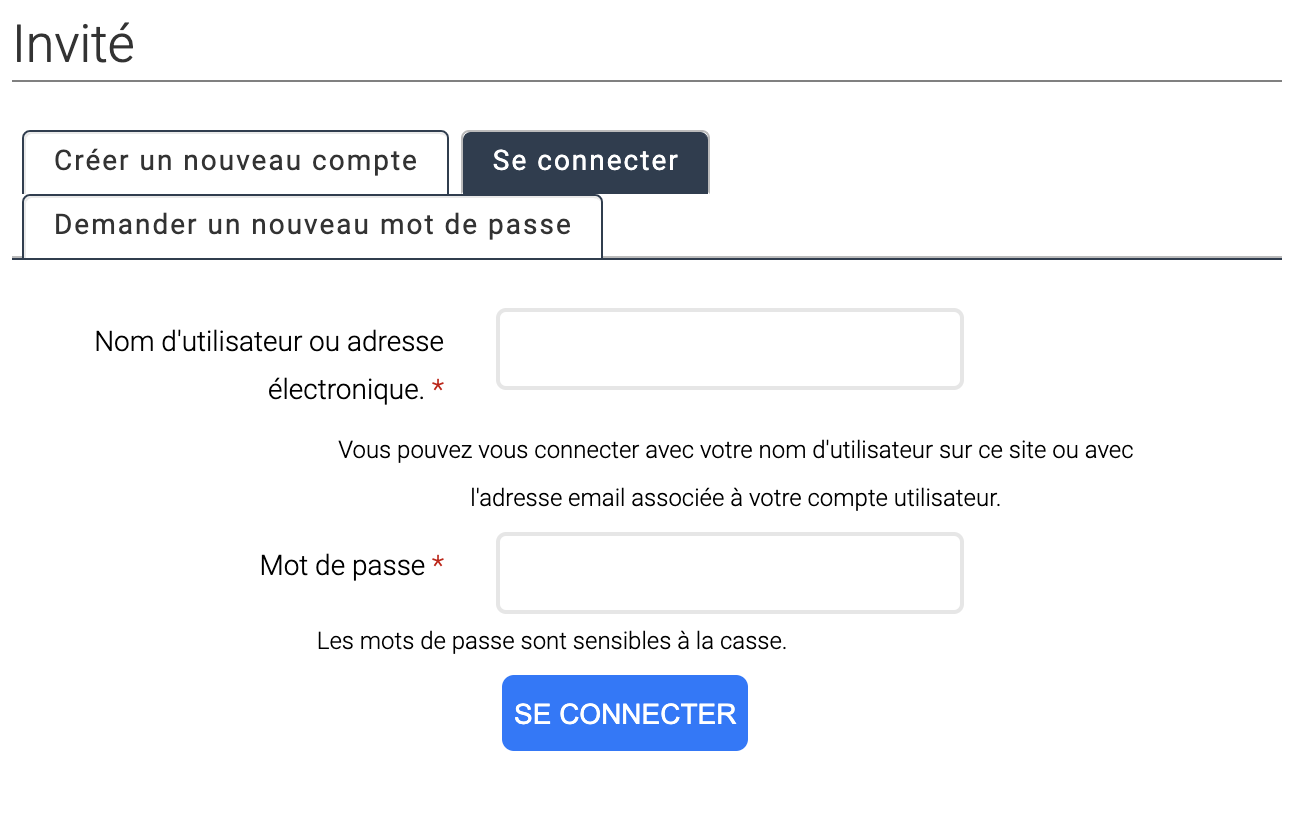 Invité
Créer un nouveau compte
Se connecter
Demander un nouveau mot de passe
Nom d'utilisateur ou adresse
électronique. *
Vous pouvez vous connecter avec votre nom d'utilisateur sur ce site ou avec
l'adresse email associée à votre compte utilisateur.
Mot de passe *
Les mots de passe sont sensibles à la casse.
SE CONNECTER